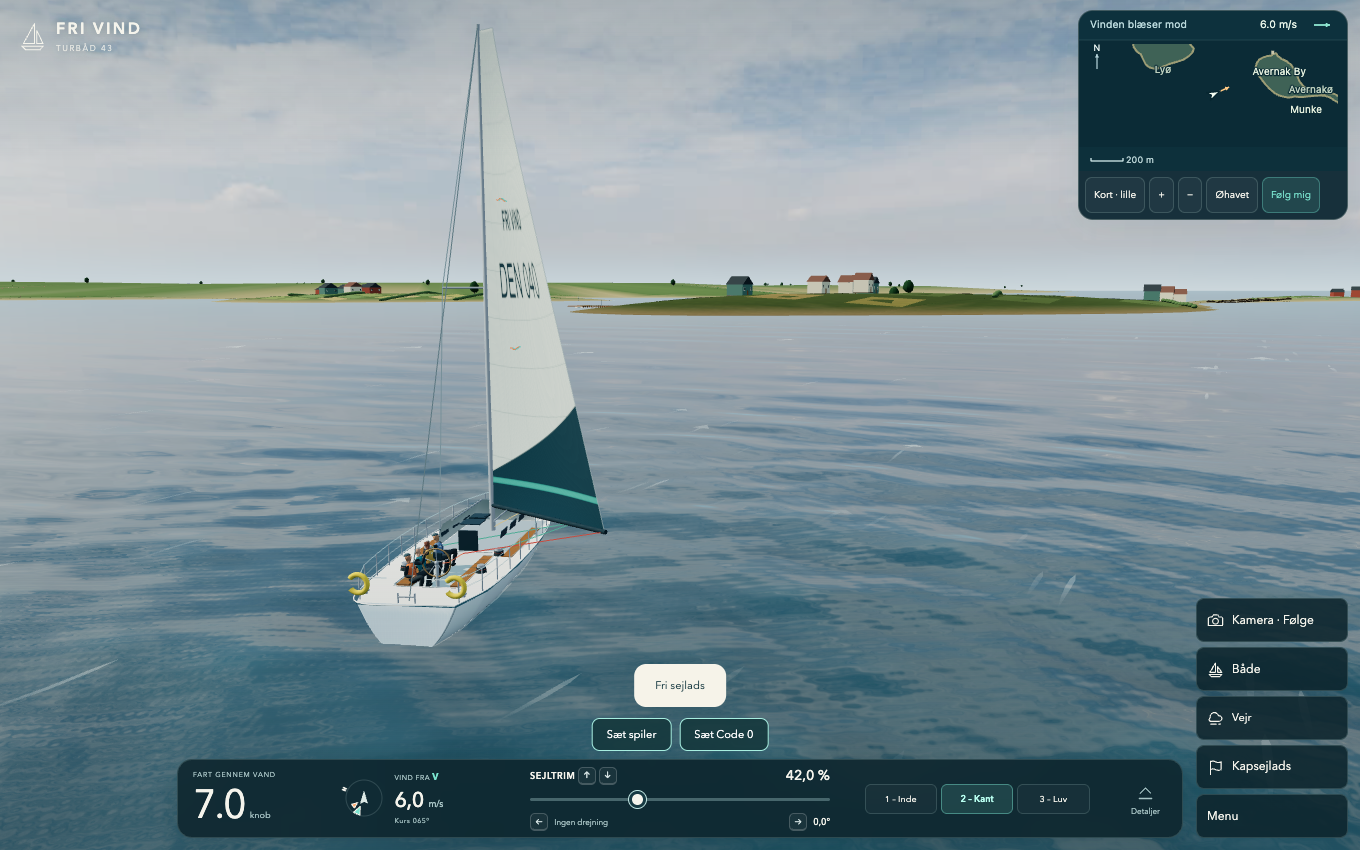 FRI VIND
TURBÅD 43
Vinden blæser mod 6.0 m/s
N
Lyø
Avernak By
Avernakø
Munke
200 m
Kort · lille + − Øhavet Følg mig
FRI VIND
DEN 040
Kamera · Følge
Både
Vejr
Kapsejlads
Menu
Fri sejlads
Sæt spiler Sæt Code 0
FART GENNEM VAND
7.0 knob
VIND FRA V
6,0 m/s
Kurs 065°
SEJLTRIM ↑ ↓ 42,0 %
← Ingen drejning → 0,0°
1 – Inde 2 – Kant 3 – Luv
Detaljer